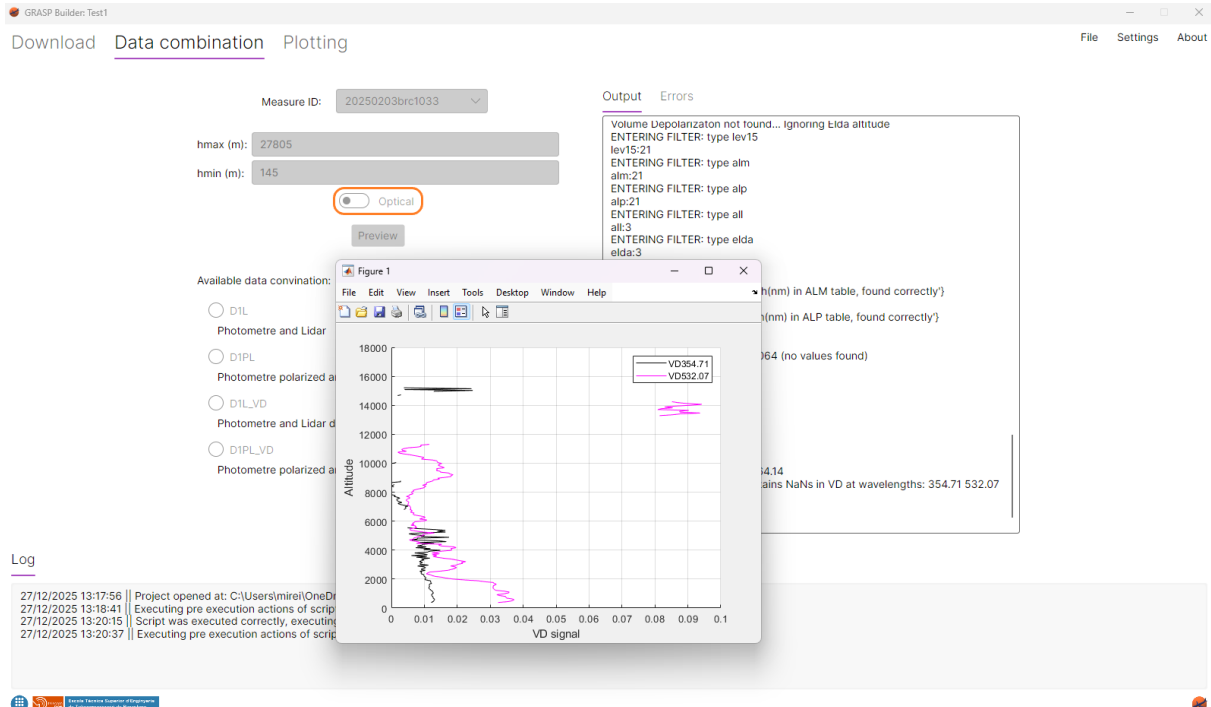 GRASP Builder: Test1
Download Data combination Plotting
File Settings About
Measure ID: 20250203brc1033
hmax (m): 27805
hmin (m): 145
Optical
Preview
Available data convination:
D1L
Photometre and Lidar
D1PL
Photometre polarized a
D1L_VD
Photometre and Lidar d
D1PL_VD
Photometre polarized a
Output Errors
Volume Depolarizaton not found... Ignoring Elda altitude
ENTERING FILTER: type lev15
lev15:21
ENTERING FILTER: type alm
alm:21
ENTERING FILTER: type alp
alp:21
ENTERING FILTER: type all
all:3
ENTERING FILTER: type elda
elda:3
h(nm) in ALM table, found correctly'}
(nm) in ALP table, found correctly'}
064 (no values found)
64.14
tains NaNs in VD at wavelengths: 354.71 532.07
Figure 1
File Edit View Insert Tools Desktop Window Help
VD354.71
VD532.07
18000
16000
14000
12000
10000
8000
6000
4000
2000
0
Altitude
0 0.01 0.02 0.03 0.04 0.05 0.06 0.07 0.08 0.09 0.1
VD signal
Log
27/12/2025 13:17:56 || Project opened at: C:\Users\mirei\OneDr
27/12/2025 13:18:41 || Executing pre execution actions of scrip
27/12/2025 13:20:15 || Script was executed correctly, executing
27/12/2025 13:20:37 || Executing pre execution actions of scrip
Escola Tècnica Superior d'Enginyeria
de Telecomunicació de Barcelona